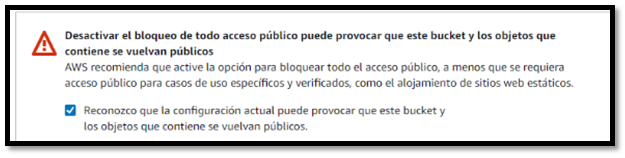 Desactivar el bloqueo de todo acceso público puede provocar que este bucket y los objetos que
contiene se vuelvan públicos
AWS recomienda que active la opción para bloquear todo el acceso público, a menos que se requiera
acceso público para casos de uso específicos y verificados, como el alojamiento de sitios web estáticos.
Reconozco que la configuración actual puede provocar que este bucket y
los objetos que contiene se vuelvan públicos.